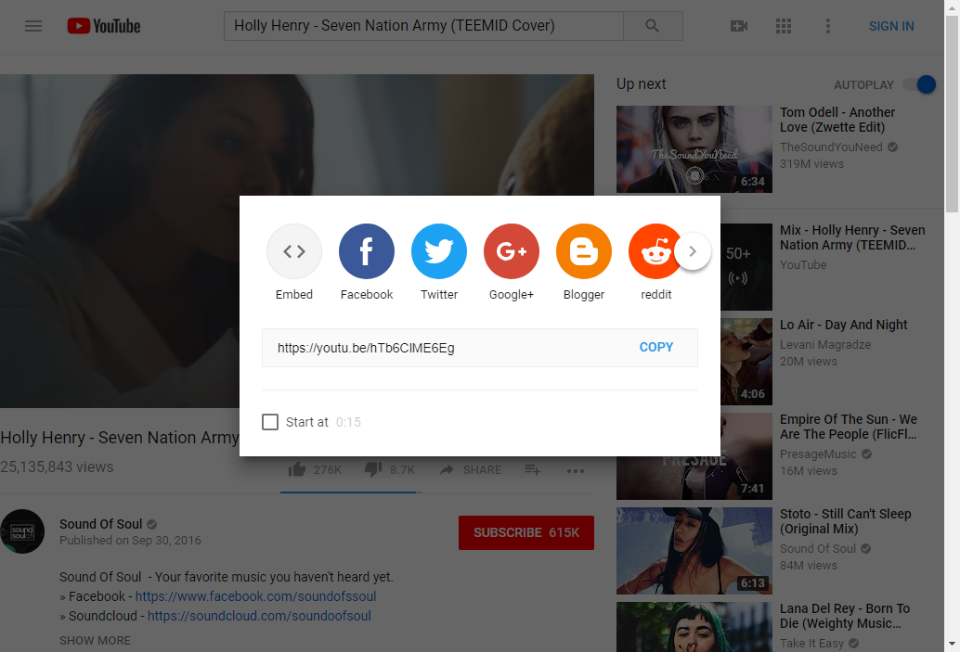 YouTube
Holly Henry - Seven Nation Army (TEEMID Cover)
SIGN IN
Up next
AUTOPLAY
TheSoundYouNeed
6:34
Tom Odell - Another
Love (Zwette Edit)
TheSoundYouNeed
319M views
50+
Mix - Holly Henry - Seven
Nation Army (TEEMID...
YouTube
4:06
Lo Air - Day And Night
Levani Magradze
20M views
PRESAGE
7:41
Empire Of The Sun - We
Are The People (FlicFl...
PresageMusic
16M views
6:13
Stoto - Still Can't Sleep
(Original Mix)
Sound Of Soul
84M views
Lana Del Rey - Born To
Die (Weighty Music...
Take It Easy
Embed
Facebook
Twitter
Google+
Blogger
reddit
https://youtu.be/hTb6CIME6Eg
COPY
Start at 0:15
Holly Henry - Seven Nation Army
25,135,843 views
276K
8.7K
SHARE
sound
soul
Sound Of Soul
Published on Sep 30, 2016
SUBSCRIBE 615K
Sound Of Soul - Your favorite music you haven't heard yet.
» Facebook - https://www.facebook.com/soundofssoul
» Soundcloud - https://soundcloud.com/soundoofsoul
SHOW MORE